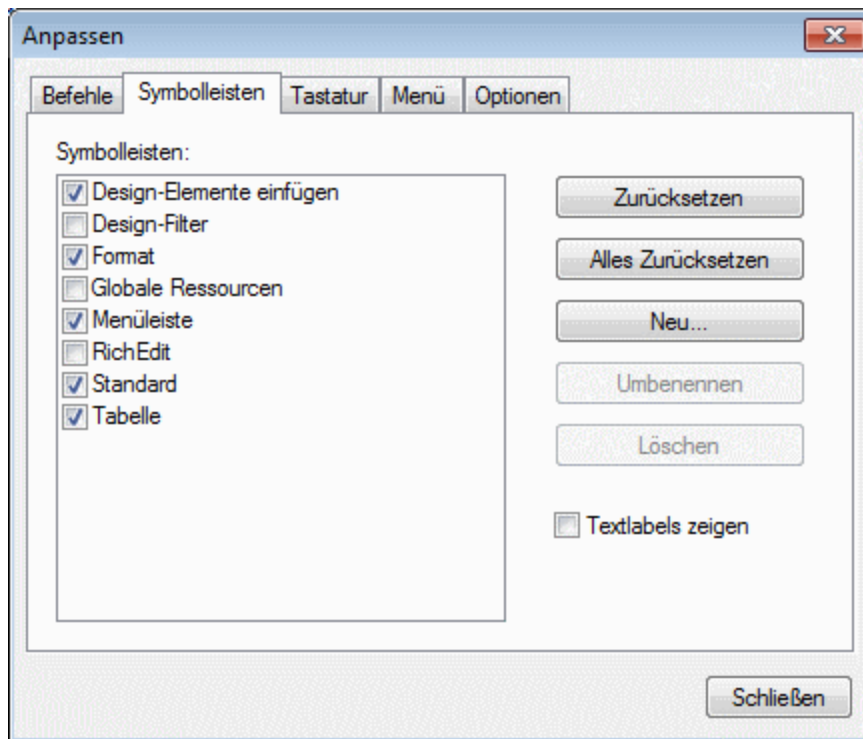 Anpassen
Befehle Symbolleisten Tastatur Menü Optionen
Symbolleisten:
Design-Elemente einfügen
Design-Filter
Format
Globale Ressourcen
Menüleiste
RichEdit
Standard
Tabelle
Zurücksetzen
Alles Zurücksetzen
Neu...
Umbenennen
Löschen
Textlabels zeigen
Schließen